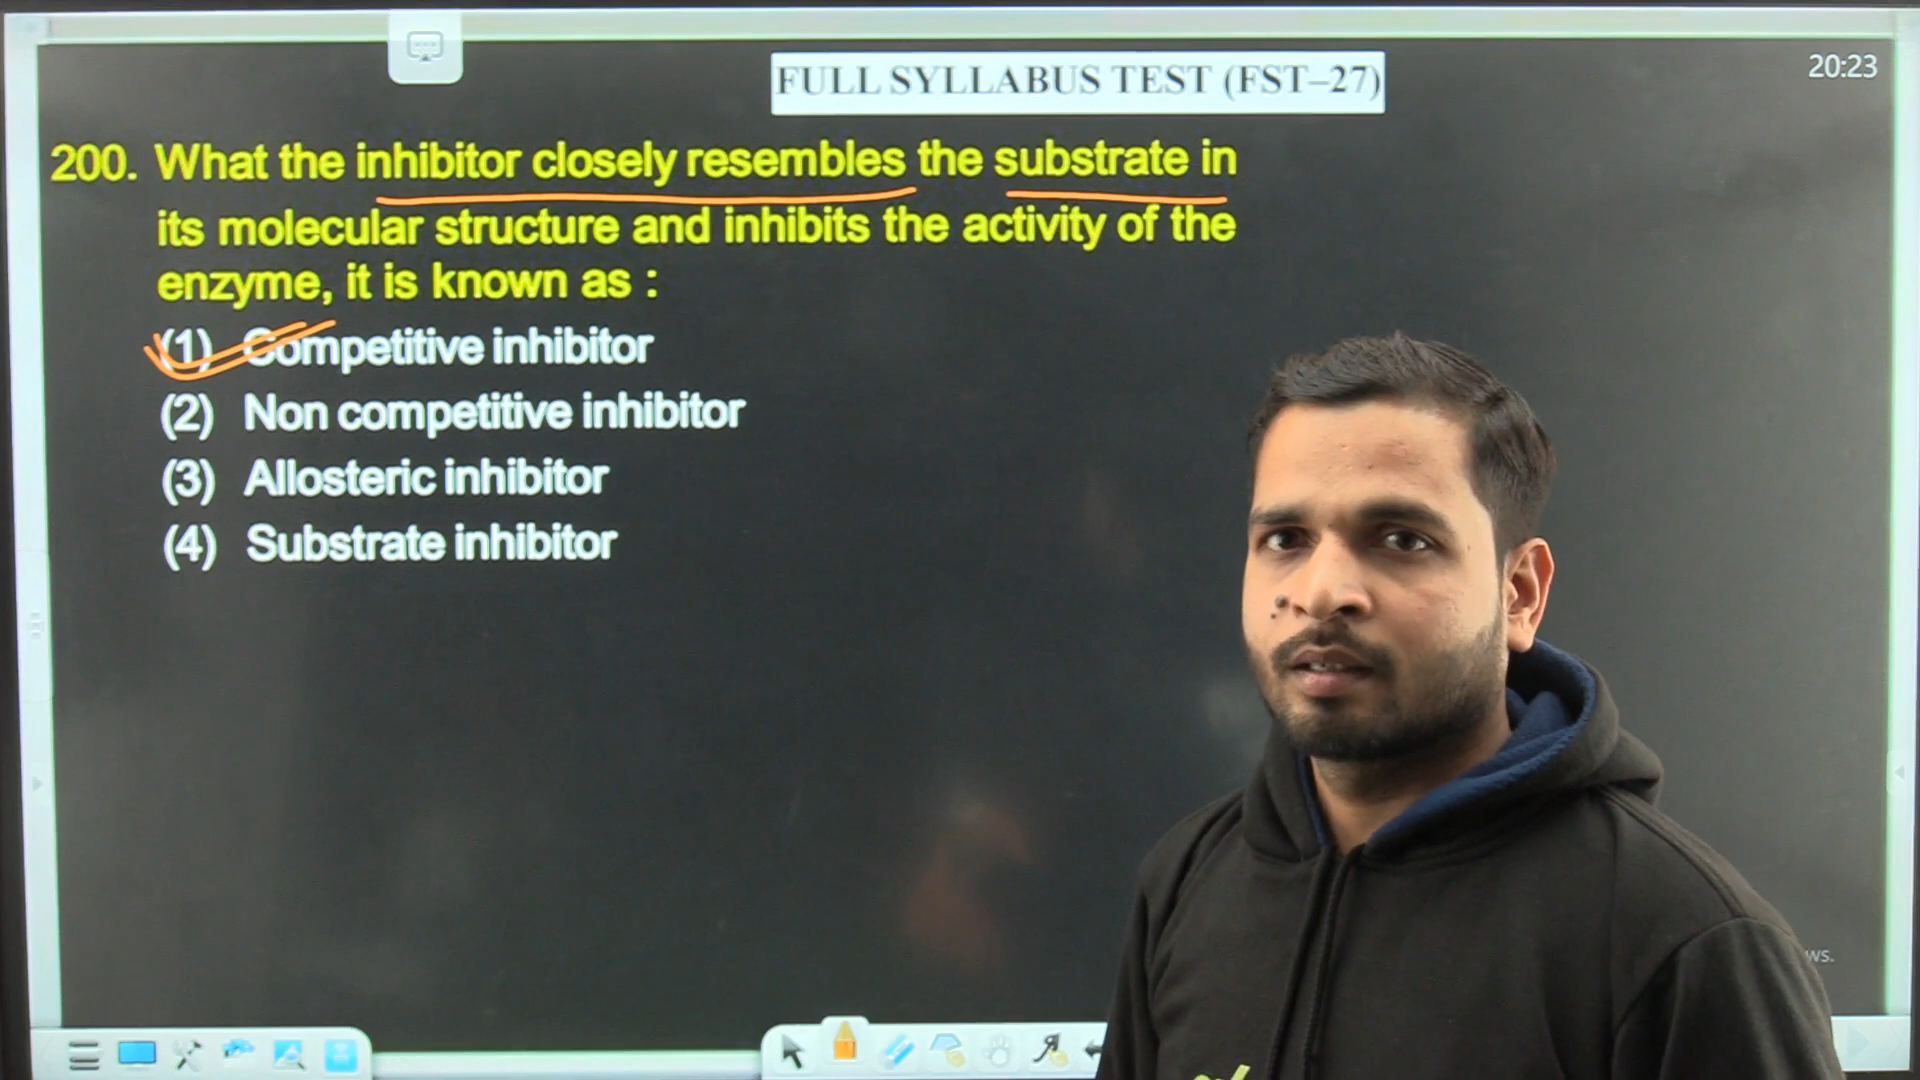 FULL SYLLABUS TEST (FST–27)
20:23
200. What the inhibitor closely resembles the substrate in
its molecular structure and inhibits the activity of the
enzyme, it is known as :
(1) Competitive inhibitor
(2) Non competitive inhibitor
(3) Allosteric inhibitor
(4) Substrate inhibitor
ws.